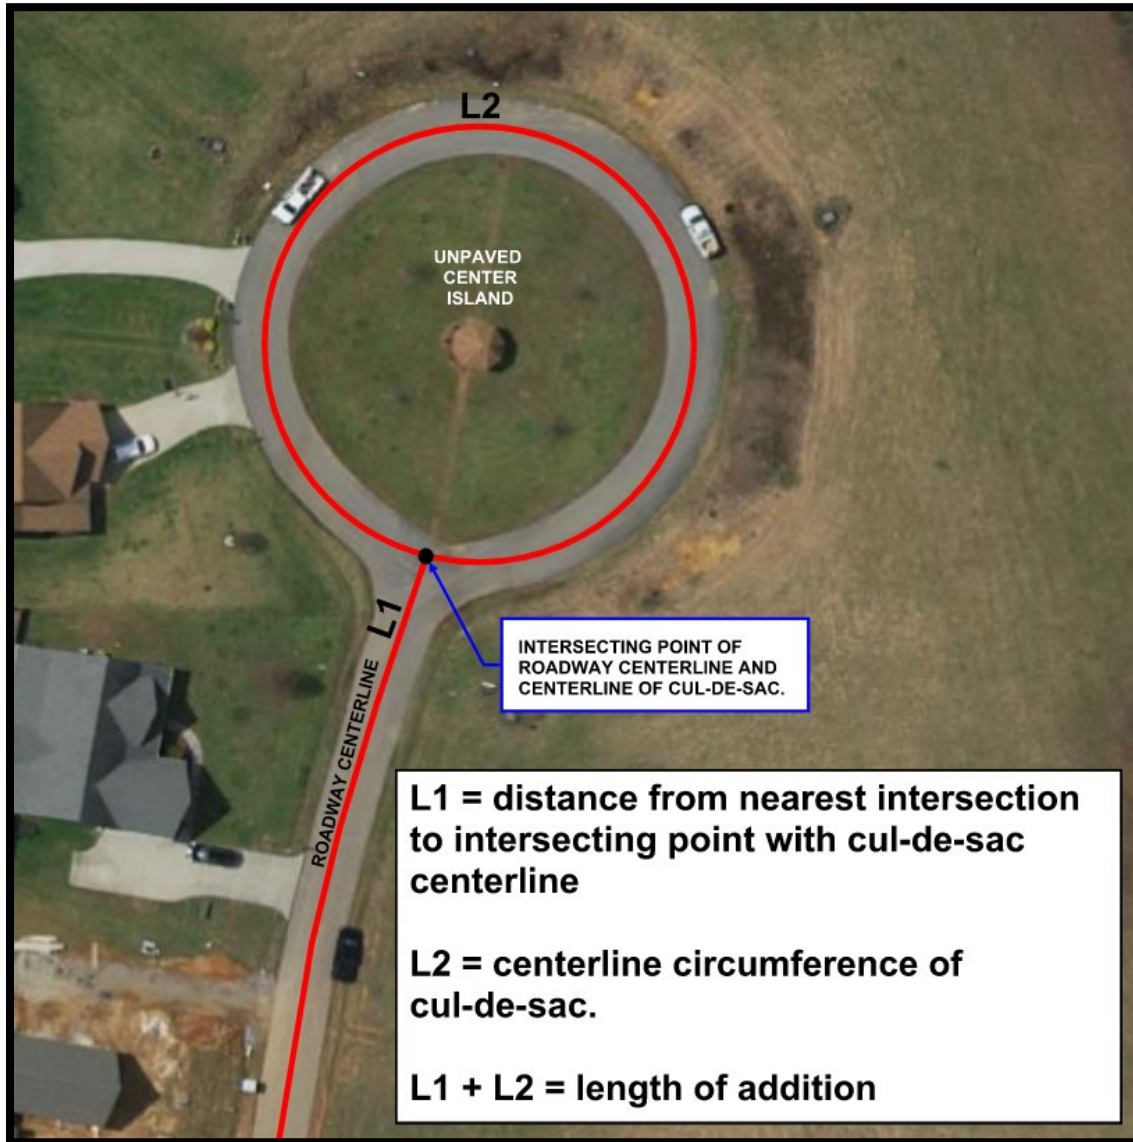 L2
UNPAVED
CENTER
ISLAND
L1
INTERSECTING POINT OF
ROADWAY CENTERLINE AND
CENTERLINE OF CUL-DE-SAC.
ROADWAY CENTERLINE
L1 = distance from nearest intersection
to intersecting point with cul-de-sac
centerline
L2 = centerline circumference of
cul-de-sac.
L1 + L2 = length of addition